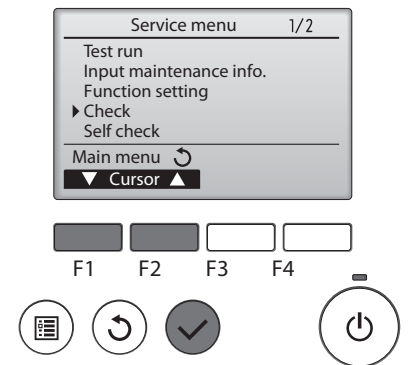 Service menu 1/2
Test run
Input maintenance info.
Function setting
Check
Self check
Main menu
Cursor
F1 F2 F3 F4